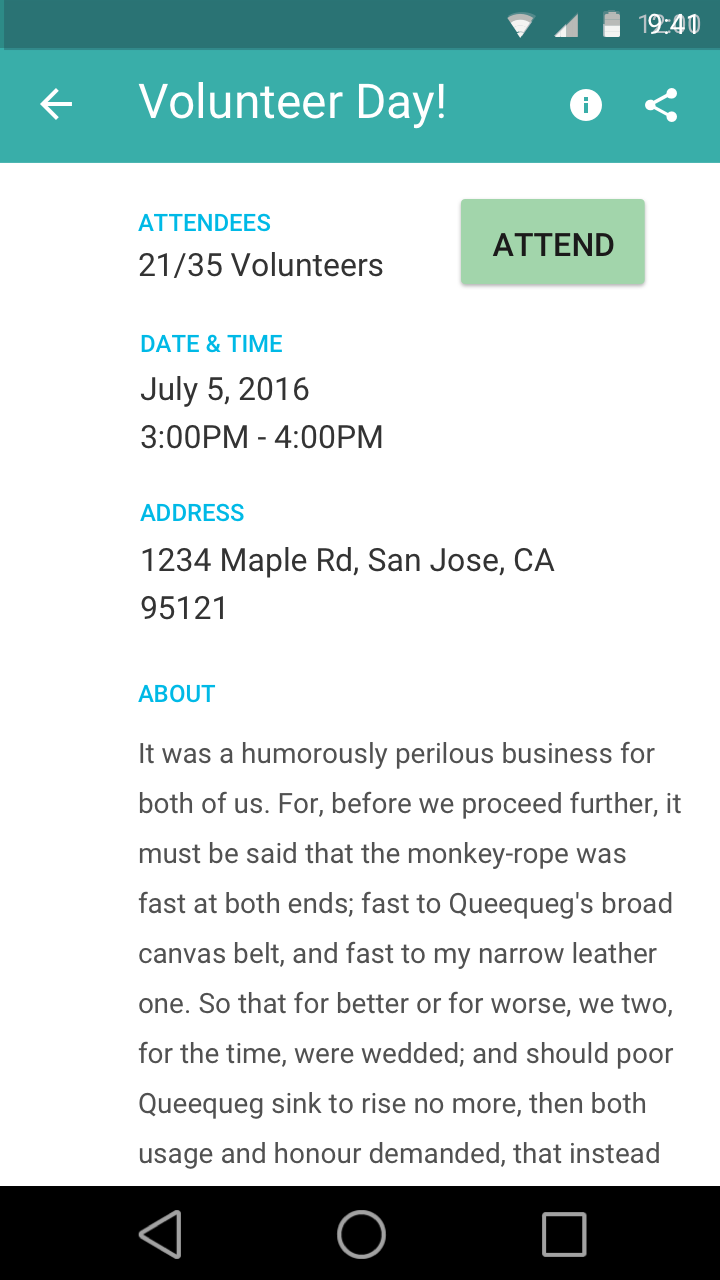 9:41
Volunteer Day!
ATTENDEES
21/35 Volunteers
ATTEND
DATE & TIME
July 5, 2016
3:00PM - 4:00PM
ADDRESS
1234 Maple Rd, San Jose, CA
95121
ABOUT
It was a humorously perilous business for
both of us. For, before we proceed further, it
must be said that the monkey-rope was
fast at both ends; fast to Queequeg's broad
canvas belt, and fast to my narrow leather
one. So that for better or for worse, we two,
for the time, were wedded; and should poor
Queequeg sink to rise no more, then both
usage and honour demanded, that instead